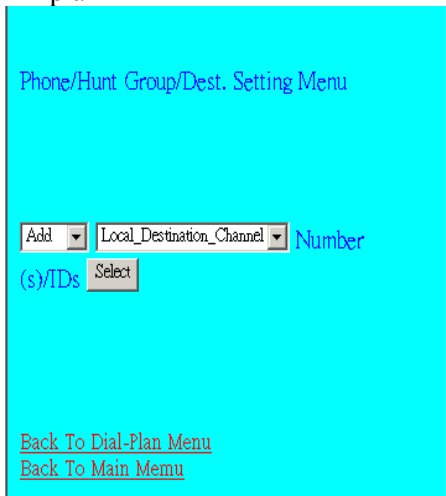 Phone/Hunt Group/Dest. Setting Menu
Add Local_Destination_Channel Number
(s)/IDs Select
Back To Dial-Plan Menu
Back To Main Memu